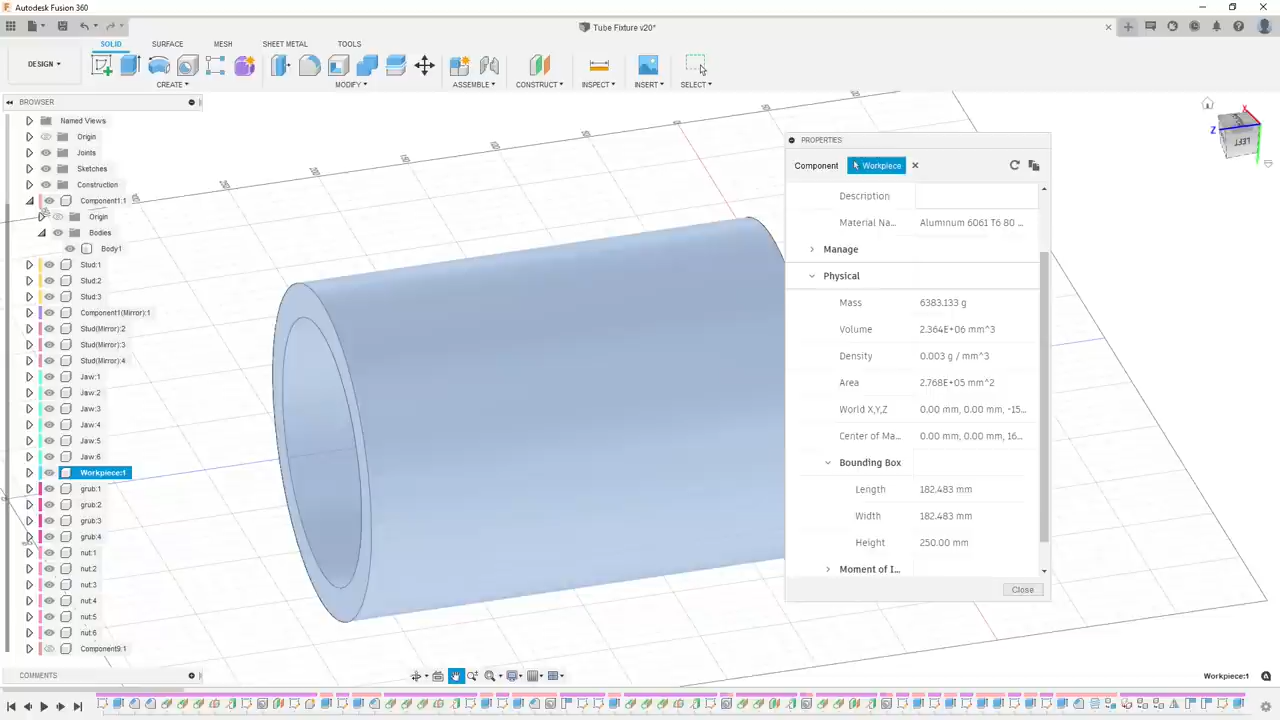 Autodesk Fusion 360
Tube Fixture v20*
SOLID SURFACE MESH SHEET METAL TOOLS
DESIGN
CREATE MODIFY ASSEMBLE CONSTRUCT INSPECT INSERT SELECT
BROWSER
Named Views
Origin
Joints
Sketches
Construction
Component1:1
Origin
Bodies
Body1
Stud:1
Stud:2
Stud:3
Component1(Mirror):1
Stud(Mirror):2
Stud(Mirror):3
Stud(Mirror):4
Jaw:1
Jaw:2
Jaw:3
Jaw:4
Jaw:5
Jaw:6
Workpiece:1
grub:1
grub:2
grub:3
grub:4
nut:1
nut:2
nut:3
nut:4
nut:5
nut:6
Component9:1
COMMENTS
PROPERTIES
Component Workpiece
Description
Material Na... Aluminum 6061 T6 80 ...
Manage
Physical
Mass 6383.133 g
Volume 2.364E+06 mm^3
Density 0.003 g / mm^3
Area 2.768E+05 mm^2
World X,Y,Z 0.00 mm, 0.00 mm, -15...
Center of Ma... 0.00 mm, 0.00 mm, 16...
Bounding Box
Length 182.483 mm
Width 182.483 mm
Height 250.00 mm
Moment of I...
Close
X
Z
LEFT
Workpiece:1